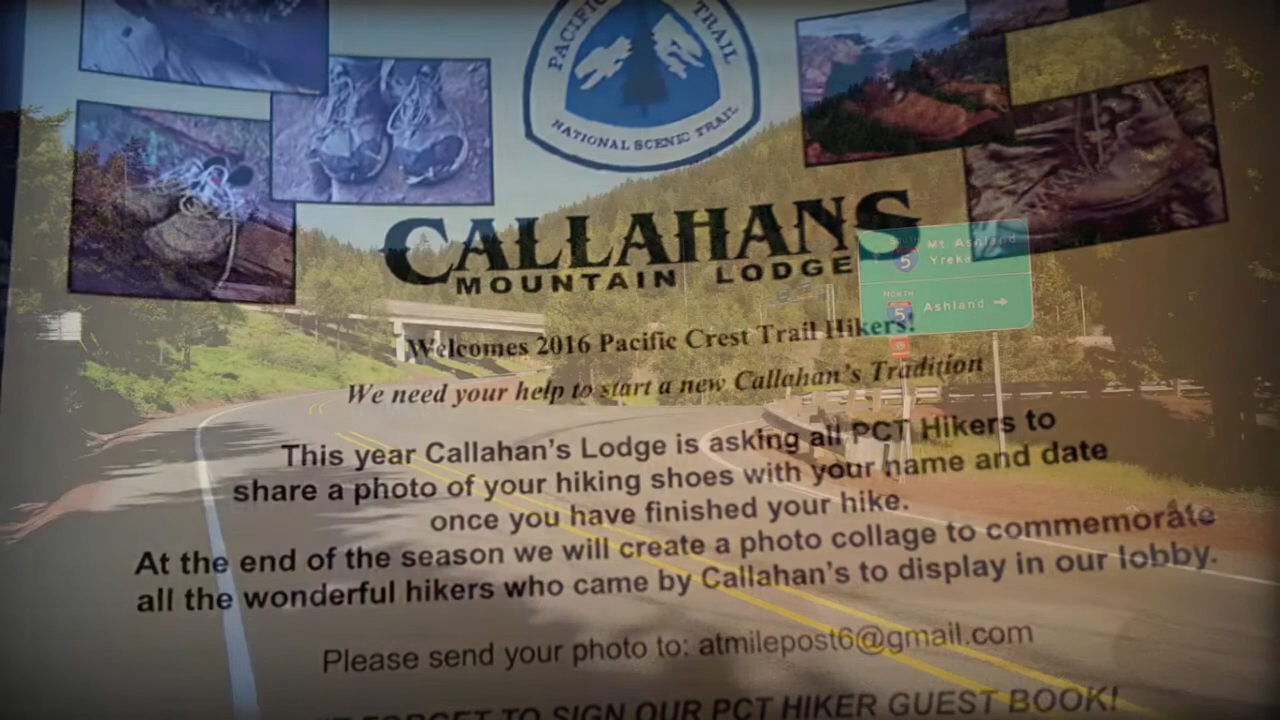 PACIFIC
TRAIL
NATIONAL SCENIC TRAIL
CALLAHANS
MOUNTAIN LODGE
South
5
Mt Ashland
Yreka
NORTH
5
Ashland →
Welcomes 2016 Pacific Crest Trail Hikers!
We need your help to start a new Callahan's Tradition
This year Callahan's Lodge is asking all PCT Hikers to
share a photo of your hiking shoes with your name and date
once you have finished your hike.
At the end of the season we will create a photo collage to commemorate
all the wonderful hikers who came by Callahan's to display in our lobby.
Please send your photo to: atmilepost6@gmail.com
FORGET TO SIGN OUR PCT HIKER GUEST BOOK!